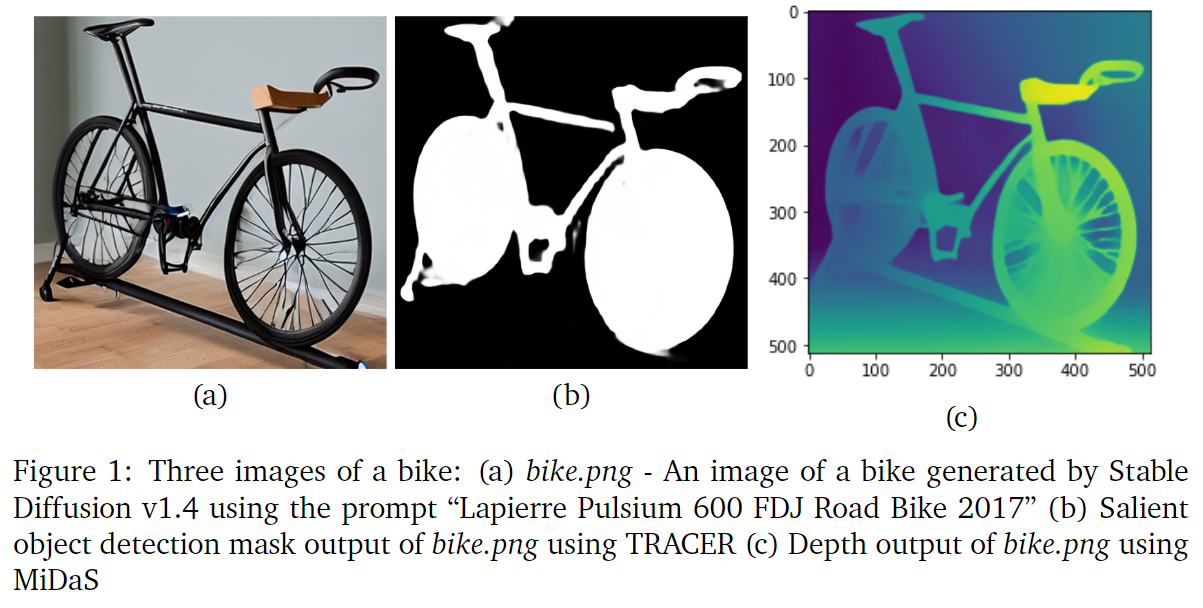 0
100
200
300
400
500
0 100 200 300 400 500
(a) (b) (c)
Figure 1: Three images of a bike: (a) bike.png - An image of a bike generated by Stable
Diffusion v1.4 using the prompt “Lapierre Pulsium 600 FDJ Road Bike 2017” (b) Salient
object detection mask output of bike.png using TRACER (c) Depth output of bike.png using
MiDaS